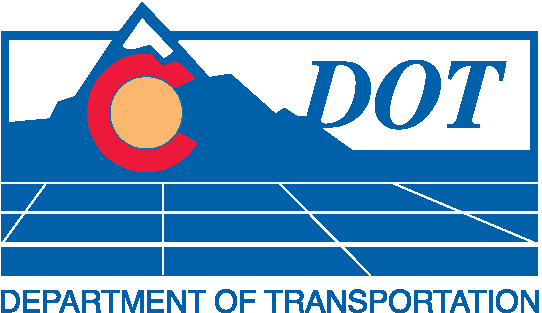 C DOT
DEPARTMENT OF TRANSPORTATION